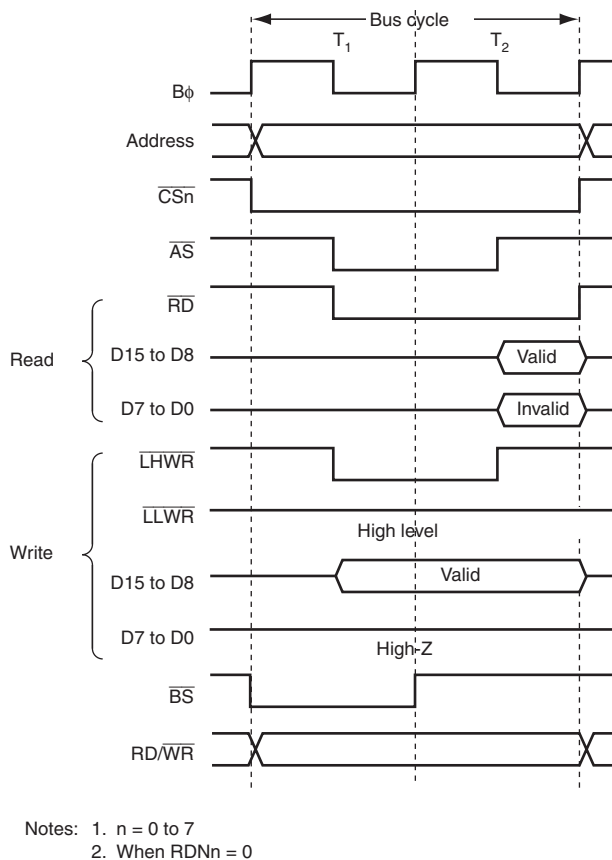 Bus cycle
T1
T2
Bφ
Address
CSn
AS
RD
Read
D15 to D8
Valid
D7 to D0
Invalid
LHWR
LLWR
High level
Write
D15 to D8
Valid
D7 to D0
High-Z
BS
RD/WR
Notes: 1. n = 0 to 7
2. When RDNn = 0